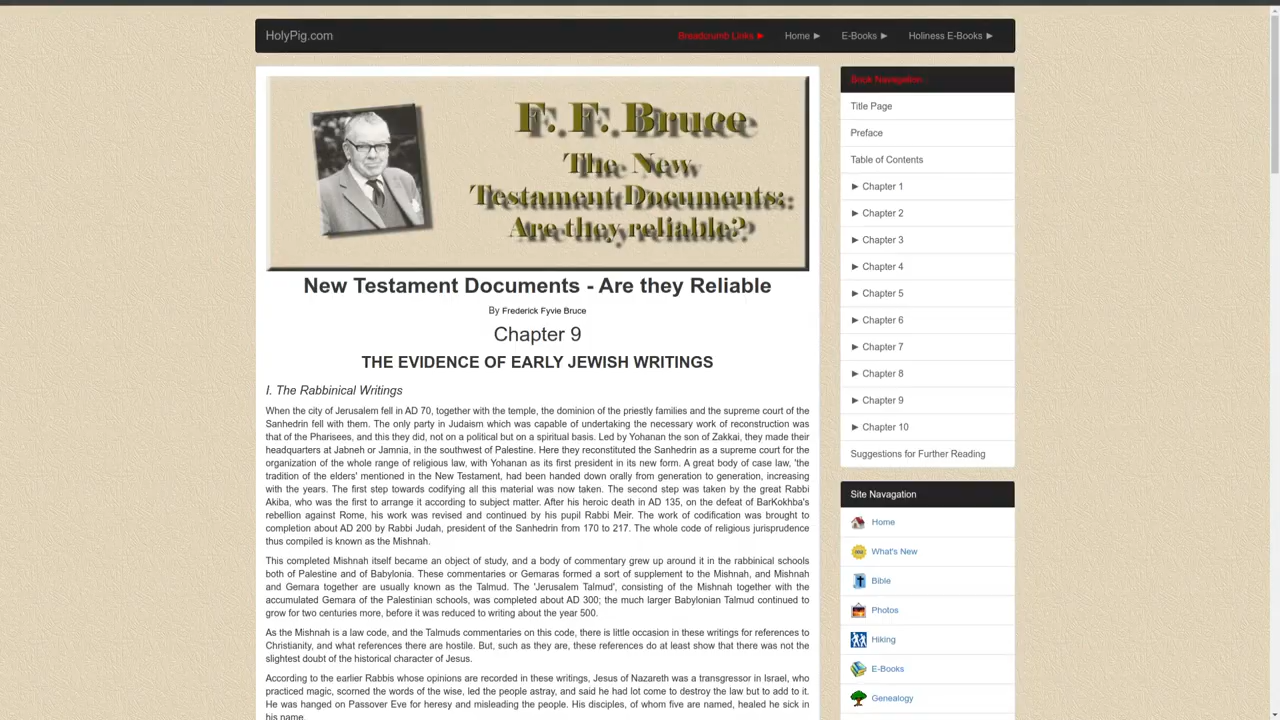 HolyPig.com
Breadcrumb Links ►
Home ►
E-Books ►
Holiness E-Books ►
F. F. Bruce
The New
Testament Documents:
Are they reliable?
New Testament Documents - Are they Reliable
By Frederick Fyvie Bruce
Chapter 9
THE EVIDENCE OF EARLY JEWISH WRITINGS
I. The Rabbinical Writings
When the city of Jerusalem fell in AD 70, together with the temple, the dominion of the priestly families and the supreme court of the
Sanhedrin fell with them. The only party in Judaism which was capable of undertaking the necessary work of reconstruction was
that of the Pharisees, and this they did, not on a political but on a spiritual basis. Led by Yohanan the son of Zakkai, they made their
headquarters at Jabneh or Jamnia, in the southwest of Palestine. Here they reconstituted the Sanhedrin as a supreme court for the
organization of the whole range of religious law, with Yohanan as its first president in its new form. A great body of case law, 'the
tradition of the elders' mentioned in the New Testament, had been handed down orally from generation to generation, increasing
with the years. The first step towards codifying all this material was now taken. The second step was taken by the great Rabbi
Akiba, who was the first to arrange it according to subject matter. After his heroic death in AD 135, on the defeat of BarKokhba's
rebellion against Rome, his work was revised and continued by his pupil Rabbi Meir. The work of codification was brought to
completion about AD 200 by Rabbi Judah, president of the Sanhedrin from 170 to 217. The whole code of religious jurisprudence
thus compiled is known as the Mishnah.
This completed Mishnah itself became an object of study, and a body of commentary grew up around it in the rabbinical schools
both of Palestine and of Babylonia. These commentaries or Gemaras formed a sort of supplement to the Mishnah, and Mishnah
and Gemara together are usually known as the Talmud. The 'Jerusalem Talmud', consisting of the Mishnah together with the
accumulated Gemara of the Palestinian schools, was completed about AD 300; the much larger Babylonian Talmud continued to
grow for two centuries more, before it was reduced to writing about the year 500.
As the Mishnah is a law code, and the Talmuds commentaries on this code, there is little occasion in these writings for references to
Christianity, and what references there are hostile. But, such as they are, these references do at least show that there was not the
slightest doubt of the historical character of Jesus.
According to the earlier Rabbis whose opinions are recorded in these writings, Jesus of Nazareth was a transgressor in Israel, who
practiced magic, scorned the words of the wise, led the people astray, and said he had lot come to destroy the law but to add to it.
He was hanged on Passover Eve for heresy and misleading the people. His disciples, of whom five are named, healed he sick in
his name.
Book Navigation
Title Page
Preface
Table of Contents
► Chapter 1
► Chapter 2
► Chapter 3
► Chapter 4
► Chapter 5
► Chapter 6
► Chapter 7
► Chapter 8
► Chapter 9
► Chapter 10
Suggestions for Further Reading
Site Navagation
Home
What's New
Bible
Photos
Hiking
E-Books
Genealogy